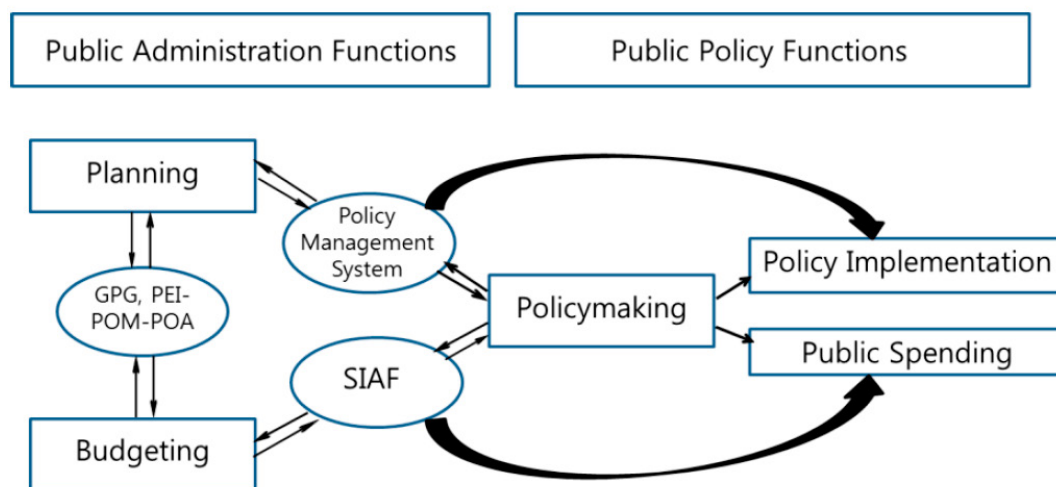 Public Administration Functions
Public Policy Functions
Planning
Policy
Management
System
GPG, PEI-
POM-POA
Policymaking
Policy Implementation
Public Spending
SIAF
Budgeting